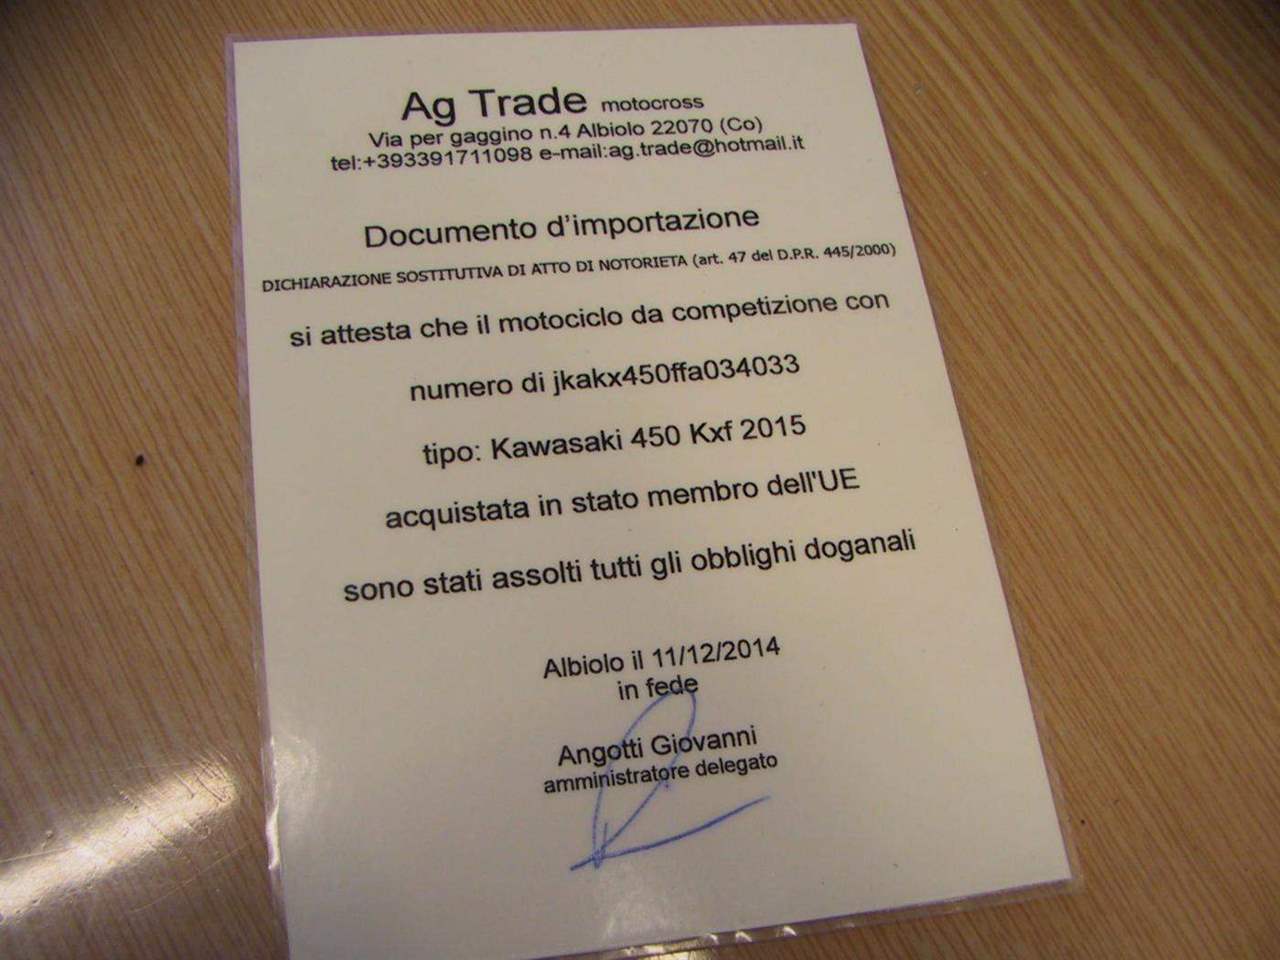 Ag Trade motocross
Via per gaggino n.4 Albiolo 22070 (Co)
tel:+393391711098 e-mail:ag.trade@hotmail.it
Documento d'importazione
DICHIARAZIONE SOSTITUTIVA DI ATTO DI NOTORIETA (art. 47 del D.P.R. 445/2000)
si attesta che il motociclo da competizione con
numero di jkakx450ffa034033
tipo: Kawasaki 450 Kxf 2015
acquistata in stato membro dell'UE
sono stati assolti tutti gli obblighi doganali
Albiolo il 11/12/2014
in fede
Angotti Giovanni
amministratore delegato